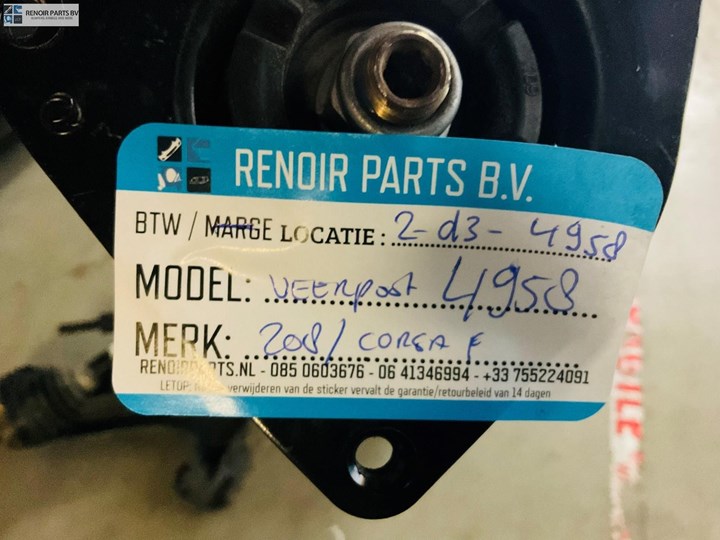 RENOIR PARTS BV
RENOIR PARTS B.V.
BTW / MARGE LOCATIE : 2-d3-4958
MODEL: VEERpoot 4958
MERK: 208/ CORSA F
RENOIRPARTS.NL - 085 0603676 - 06 41346994 - +33 755224091
LETOP: verwijderen van de sticker vervalt de garantie/retourbeleid van 14 dagen